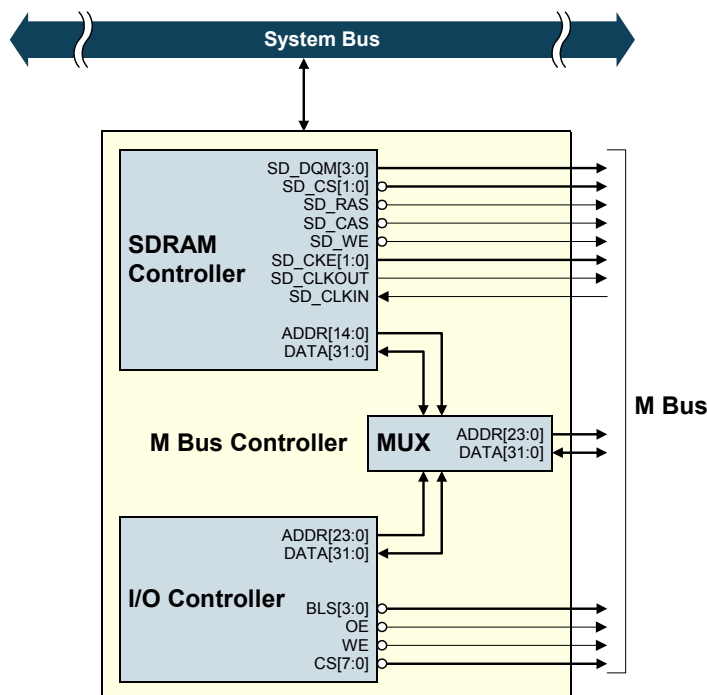 System Bus
SD_DQM[3:0]
SD_CS[1:0]
SD_RAS
SD_CAS
SD_WE
SD_CKE[1:0]
SD_CLKOUT
SD_CLKIN
SDRAM
Controller
ADDR[14:0]
DATA[31:0]
M Bus
M Bus Controller
MUX
ADDR[23:0]
DATA[31:0]
ADDR[23:0]
DATA[31:0]
I/O Controller
BLS[3:0]
OE
WE
CS[7:0]